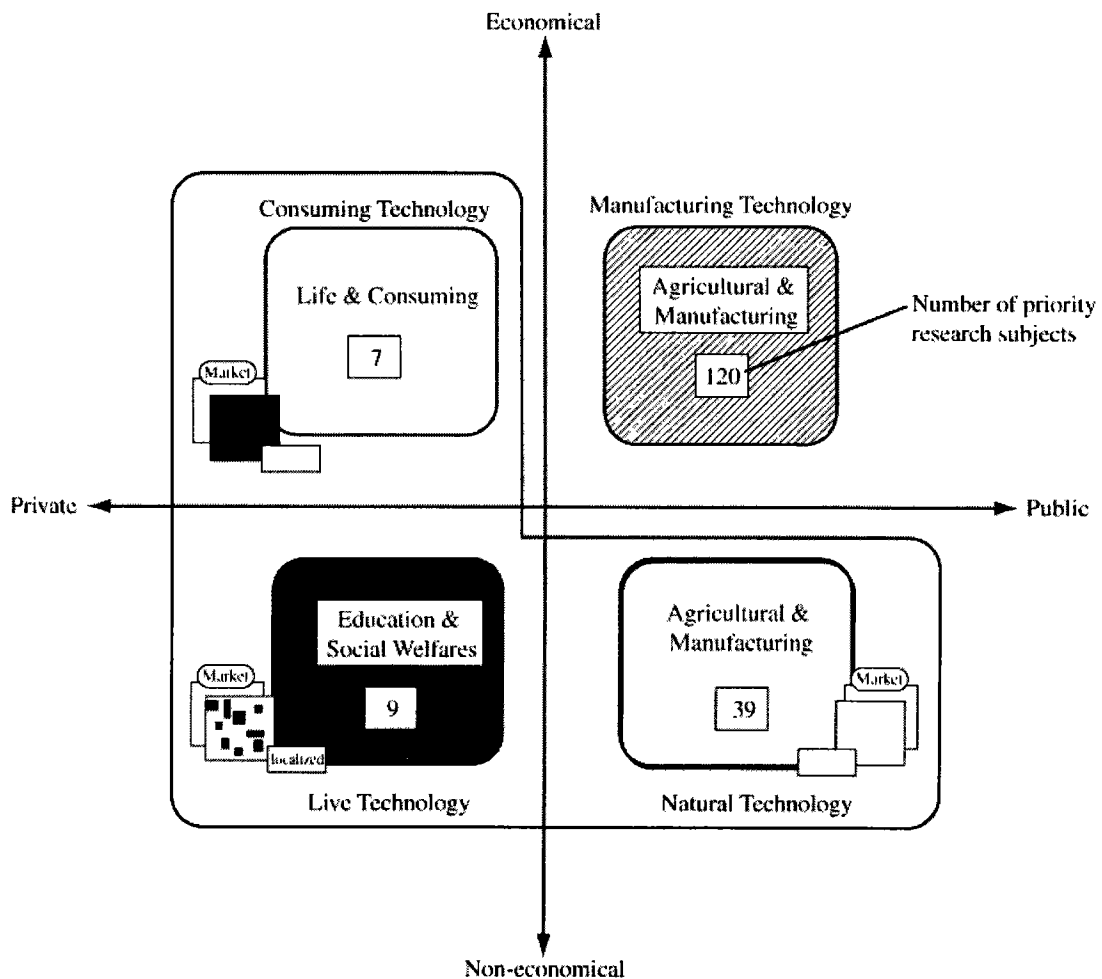 Economical
Consuming Technology
Manufacturing Technology
Life & Consuming
7
Market
Agricultural &
Manufacturing
120
Number of priority
research subjects
Private
Public
Education &
Social Welfares
9
Market
localized
Live Technology
Agricultural &
Manufacturing
39
Market
Natural Technology
Non-economical